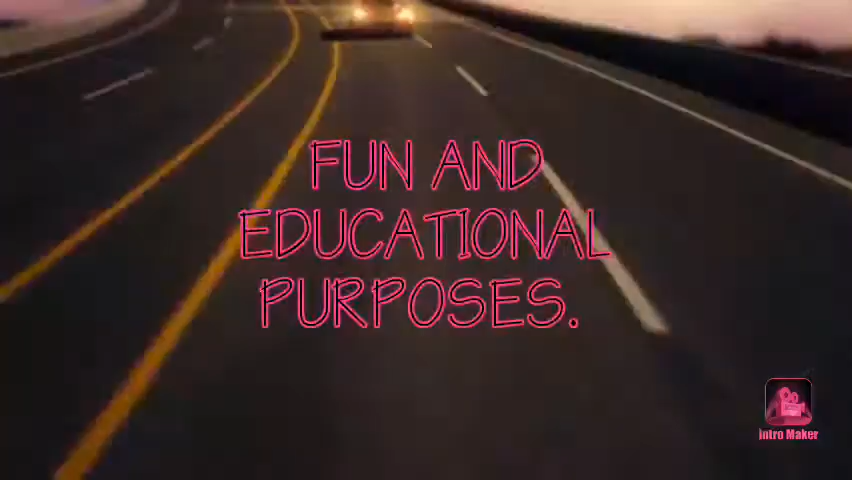 FUN AND
EDUCATIONAL
PURPOSES.
Intro Maker